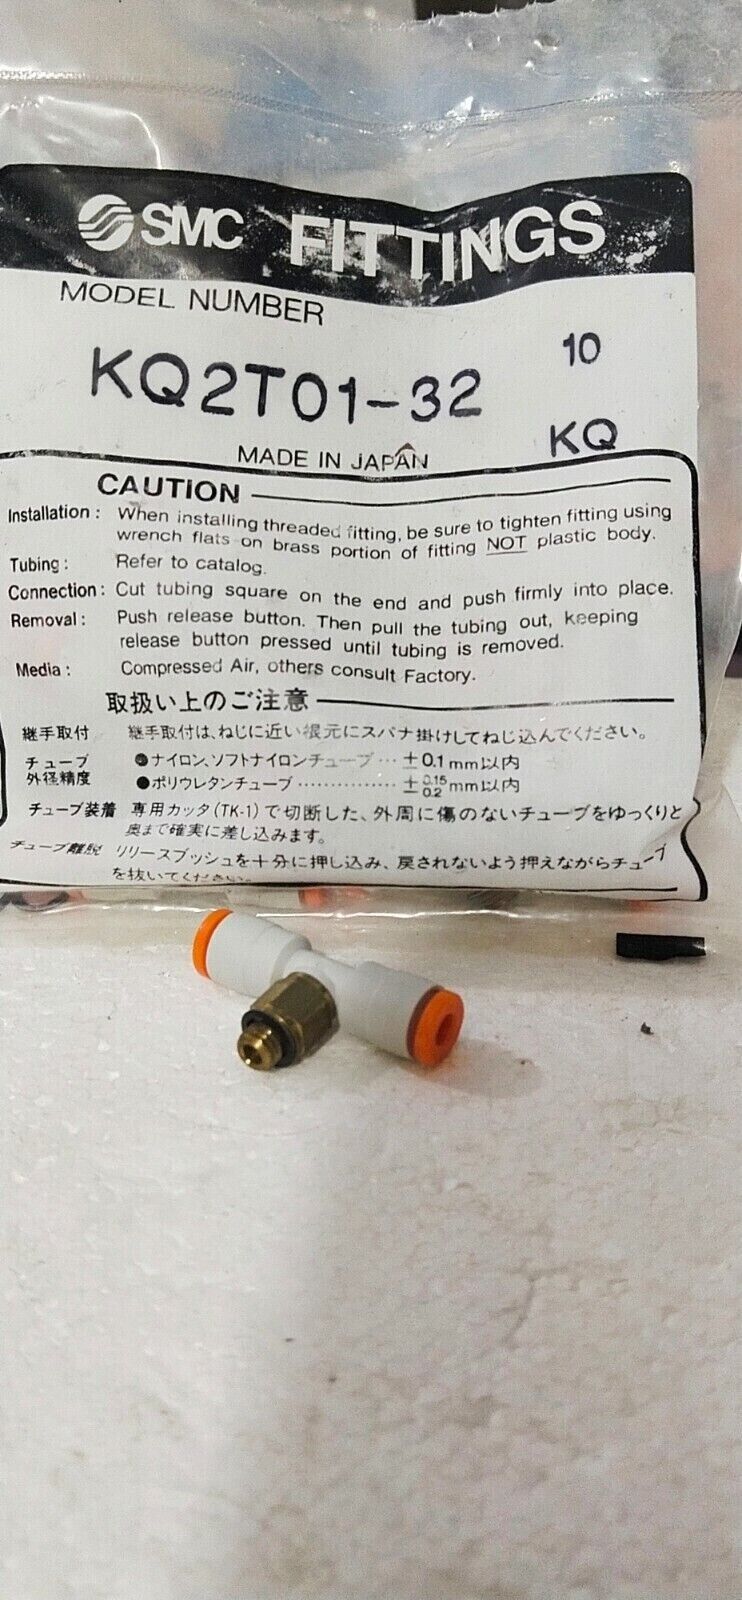 SMC FITTINGS
MODEL NUMBER
KQ2T01-32 10
MADE IN JAPAN KQ
CAUTION
Installation : When installing threaded fitting, be sure to tighten fitting using
wrench flats on brass portion of fitting NOT plastic body.
Tubing : Refer to catalog.
Connection : Cut tubing square on the end and push firmly into place.
Removal : Push release button. Then pull the tubing out, keeping
release button pressed until tubing is removed.
Media : Compressed Air, others consult Factory.
取扱い上のご注意
継手取付 継手取付は、ねじに近い根元にスパナ掛けしてねじ込んでください。
チューブ ●ナイロン、ソフトナイロンチューブ … ±0.1mm以内
外径精度 ●ポリウレタンチューブ …………… ±0.15 0.2 mm以内
チューブ装着 専用カッタ(TK-1)で切断した、外周に傷のないチューブをゆっくりと
奥まで確実に差し込みます。
チューブ離脱 リリースブッシュを十分に押し込み、戻されないよう押えながらチューブ
を抜いてください。